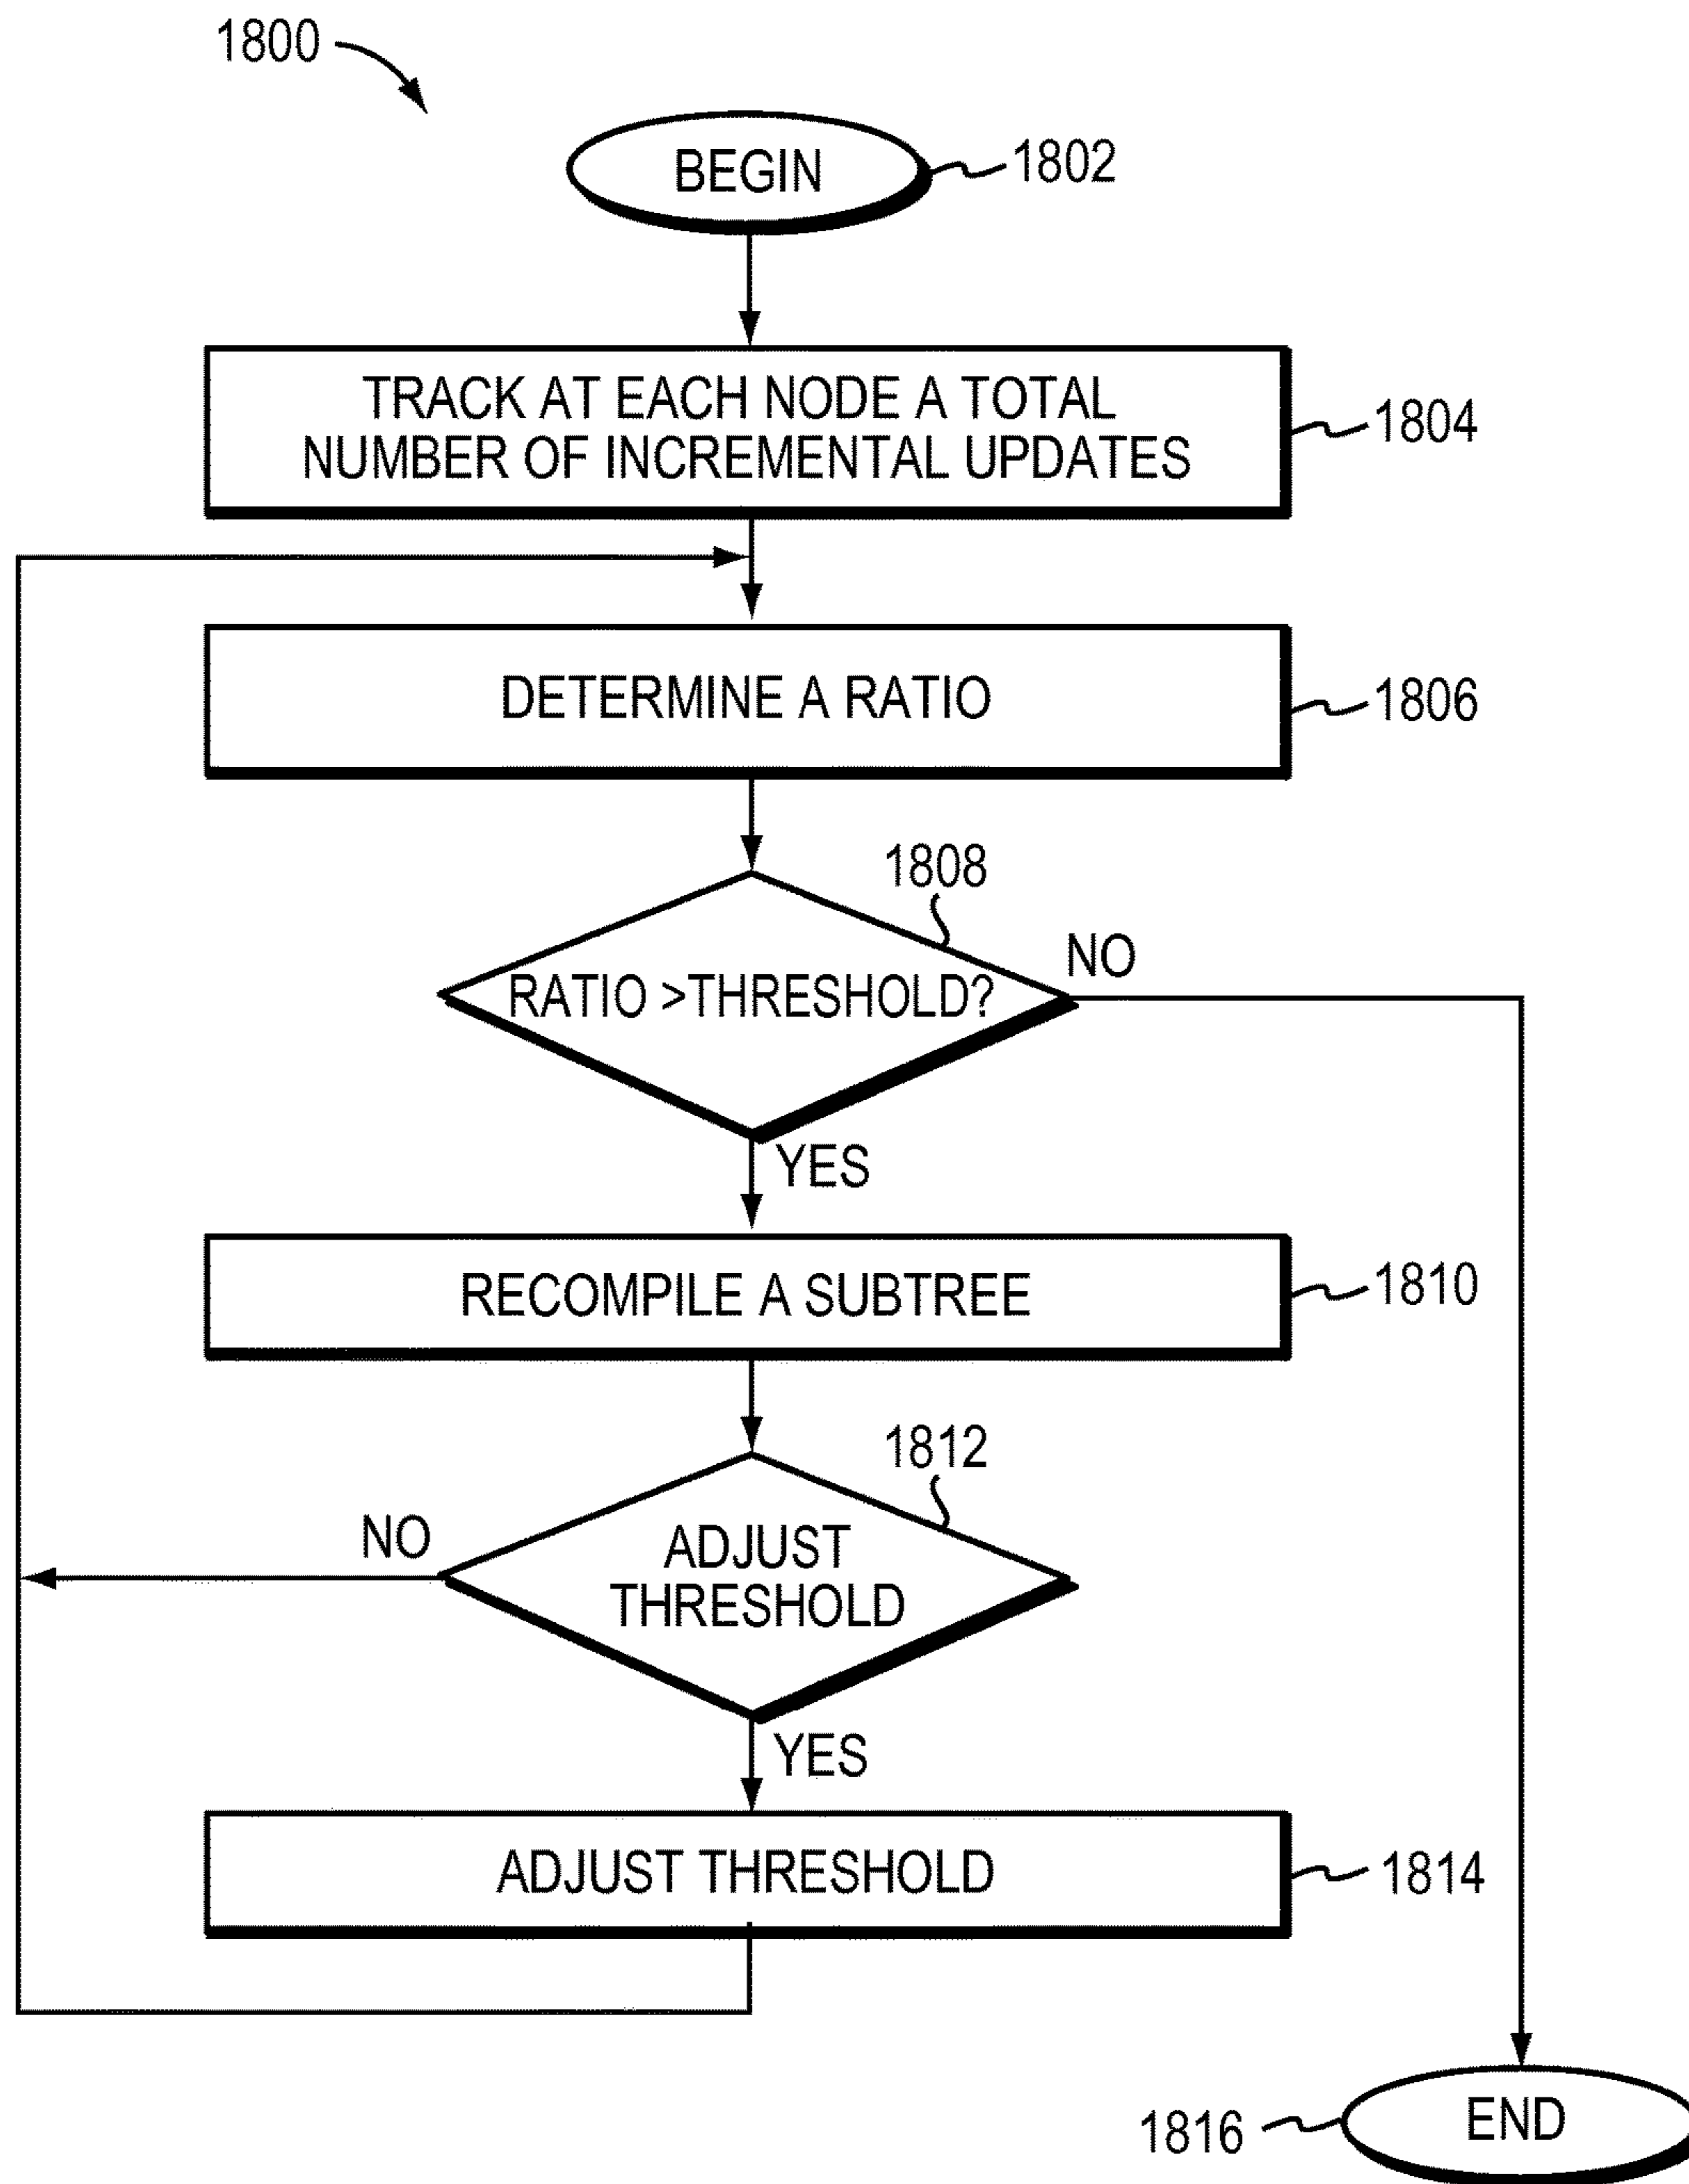 1800
BEGIN
1802
TRACK AT EACH NODE A TOTAL
NUMBER OF INCREMENTAL UPDATES
1804
DETERMINE A RATIO
1806
1808
RATIO >THRESHOLD?
NO
YES
RECOMPILE A SUBTREE
1810
1812
ADJUST
THRESHOLD
NO
YES
ADJUST THRESHOLD
1814
END
1816